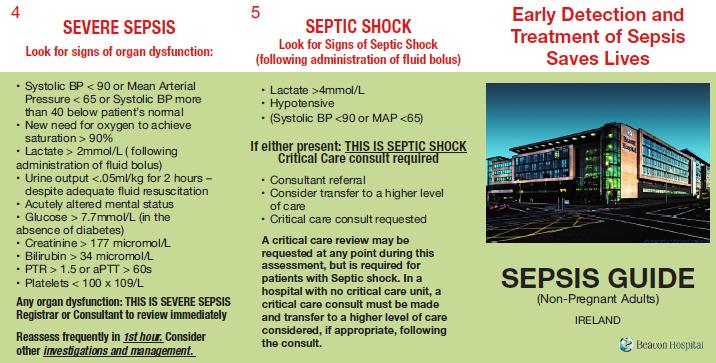 4
SEVERE SEPSIS
Look for signs of organ dysfunction:
• Systolic BP < 90 or Mean Arterial
Pressure < 65 or Systolic BP more
than 40 below patient's normal
• New need for oxygen to achieve
saturation > 90%
• Lactate > 2mmol/L ( following
administration of fluid bolus)
• Urine output <.05ml/kg for 2 hours –
despite adequate fluid resuscitation
• Acutely altered mental status
• Glucose > 7.7mmol/L (in the
absence of diabetes)
• Creatinine > 177 micromol/L
• Bilirubin > 34 micromol/L
• PTR > 1.5 or aPTT > 60s
• Platelets < 100 x 109/L
Any organ dysfunction: THIS IS SEVERE SEPSIS
Registrar or Consultant to review immediately
Reassess frequently in 1st hour. Consider
other investigations and management.
5
SEPTIC SHOCK
Look for Signs of Septic Shock
(following administration of fluid bolus)
• Lactate >4mmol/L
• Hypotensive
• (Systolic BP <90 or MAP <65)
If either present: THIS IS SEPTIC SHOCK
Critical Care consult required
• Consultant referral
• Consider transfer to a higher level
of care
• Critical care consult requested
A critical care review may be
requested at any point during this
assessment, but is required for
patients with Septic shock. In a
hospital with no critical care unit, a
critical care consult must be made
and transfer to a higher level of care
considered, if appropriate, following
the consult.
Early Detection and
Treatment of Sepsis
Saves Lives
Beacon
Hospital
SEPSIS GUIDE
(Non-Pregnant Adults)
IRELAND
Beacon Hospital